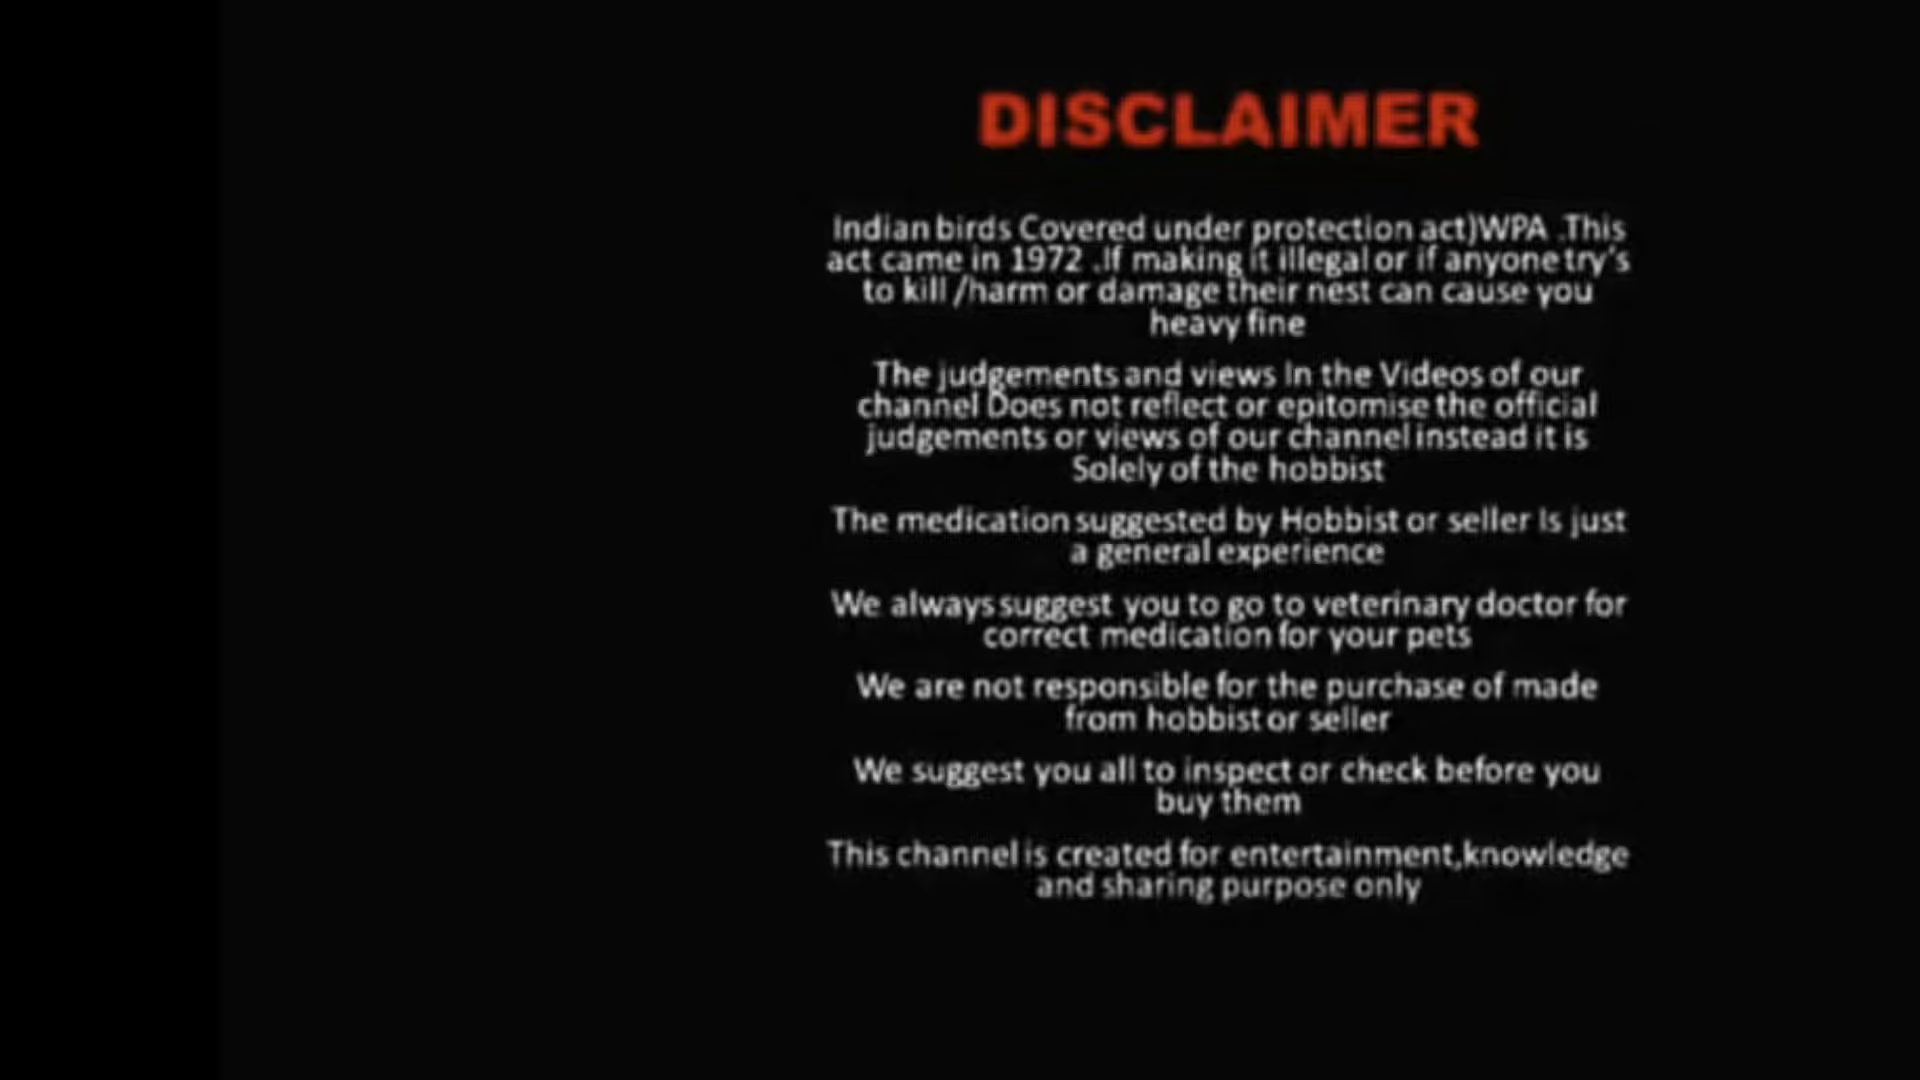 DISCLAIMER
Indian birds Covered under protection act)WPA .This
act came in 1972 .If making it illegal or if anyone try's
to kill /harm or damage their nest can cause you
heavy fine
The judgements and views In the Videos of our
channel Does not reflect or epitomise the official
judgements or views of our channel instead it is
Solely of the hobbist
The medication suggested by Hobbist or seller Is just
a general experience
We always suggest you to go to veterinary doctor for
correct medication for your pets
We are not responsible for the purchase of made
from hobbist or seller
We suggest you all to inspect or check before you
buy them
This channel is created for entertainment,knowledge
and sharing purpose only